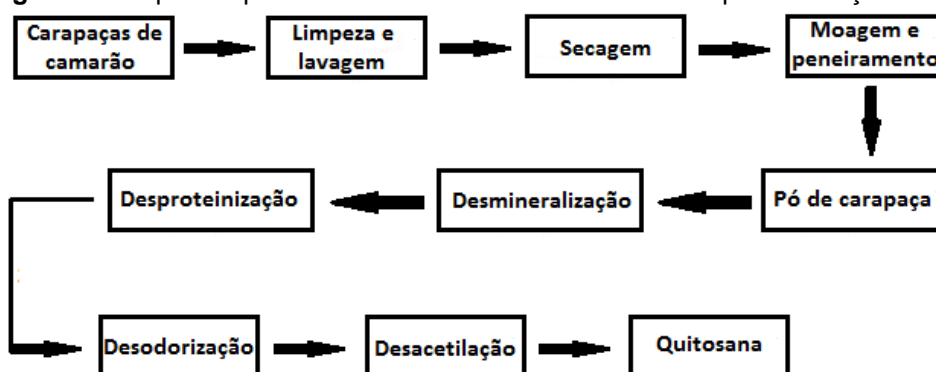 Carapaças de
camarão
Limpeza e
lavagem
Secagem
Moagem e
peneiramento
Pó de carapaça
Desmineralização
Desproteinização
Desodorização
Desacetilação
Quitosana